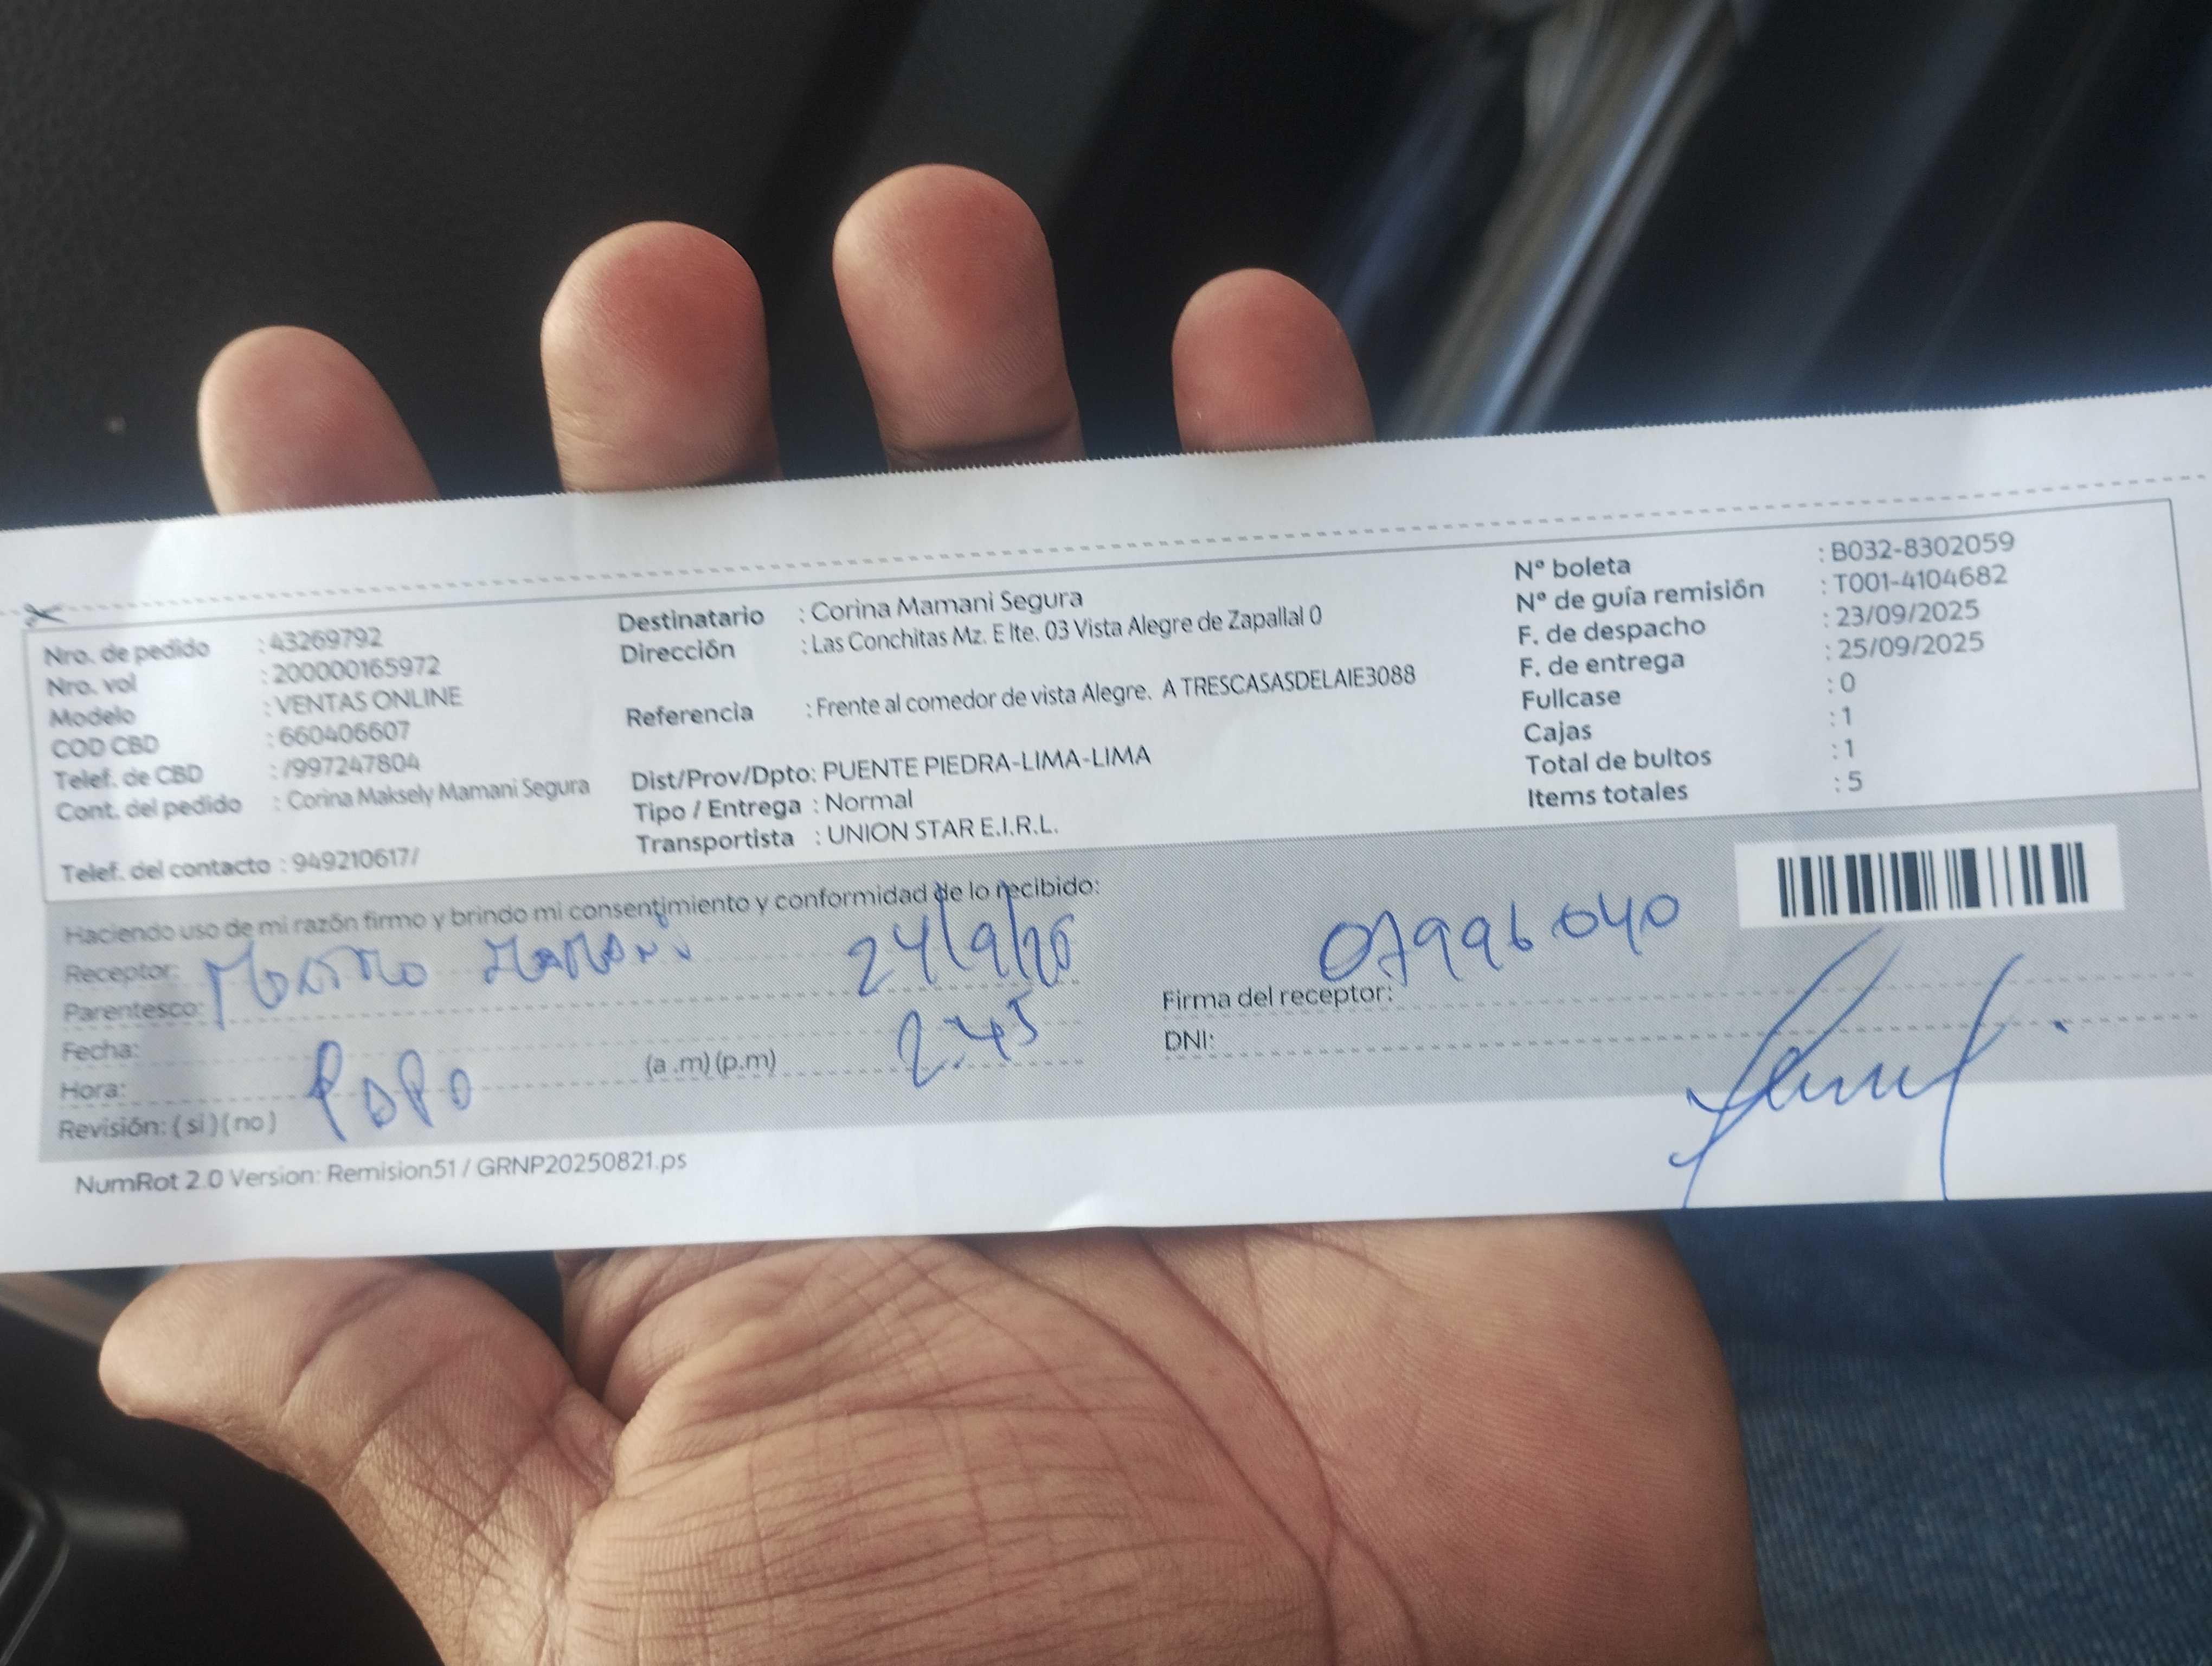 Nro. de pedido : 43269792
Nro. vol : 200000165972
Modelo : VENTAS ONLINE
COD CBD : 660406607
Telef. de CBD : /997247804
Cont. del pedido : Corina Maksely Mamani Segura
Telef. del contacto : 949210617/
Destinatario : Corina Mamani Segura
Dirección : Las Conchitas Mz. E lte. 03 Vista Alegre de Zapallal 0
Referencia : Frente al comedor de vista Alegre. A TRESCASASDELAIE3088
Dist/Prov/Dpto: PUENTE PIEDRA-LIMA-LIMA
Tipo / Entrega : Normal
Transportista : UNION STAR E.I.R.L.
Nº boleta : B032-8302059
Nº de guía remisión : T001-4104682
F. de despacho : 23/09/2025
F. de entrega : 25/09/2025
Fullcase : 0
Cajas : 1
Total de bultos : 1
Items totales : 5
Haciendo uso de mi razón firmo y brindo mi consentimiento y conformidad de lo recibido:
Receptor: Mamani 24/9/
Parentesco:
Fecha:
Hora: (a .m) (p.m) 2:45
Revisión: ( si ) ( no ) PAPA
Firma del receptor: 07996040
DNI:
NumRot 2.0 Version: Remision51 / GRNP20250821.ps